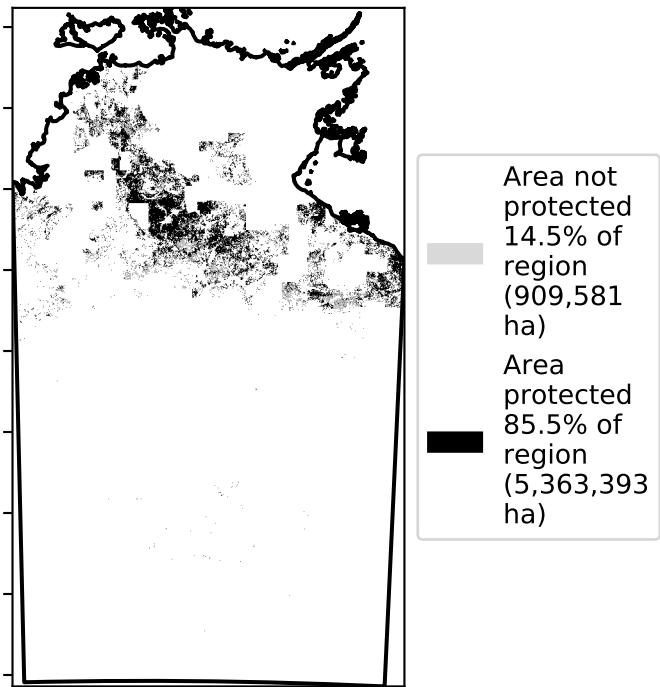 Area not
protected
14.5% of
region
(909,581
ha)
Area
protected
85.5% of
region
(5,363,393
ha)